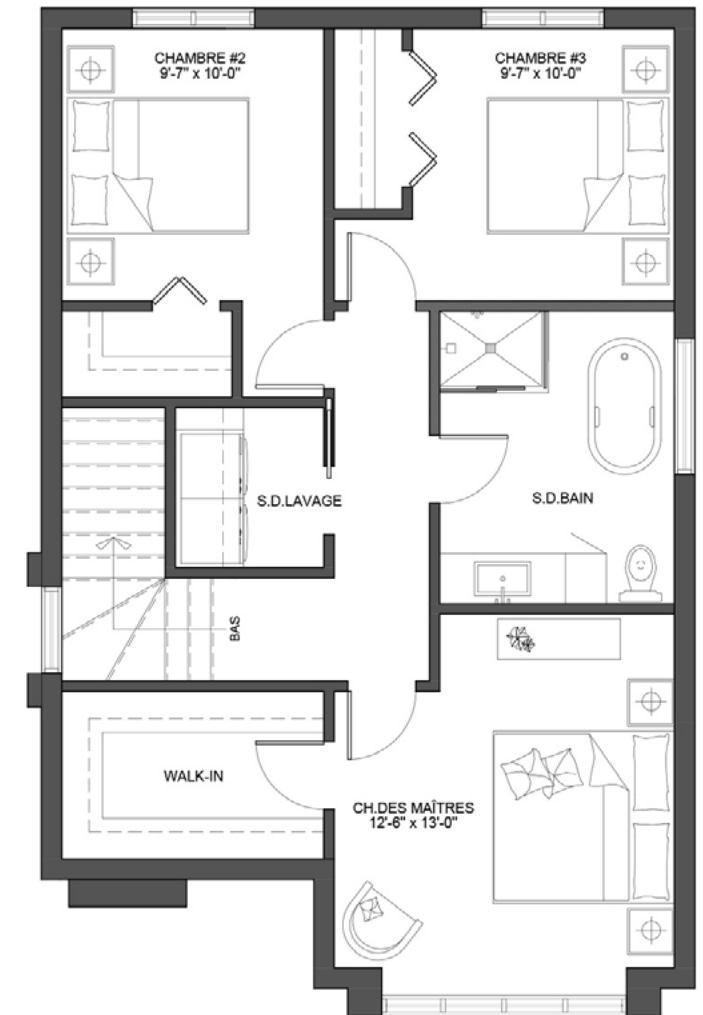 CHAMBRE #2
9'-7" x 10'-0"
CHAMBRE #3
9'-7" x 10'-0"
S.D.LAVAGE
S.D.BAIN
BAS
WALK-IN
CH.DES MAÎTRES
12'-6" x 13'-0"